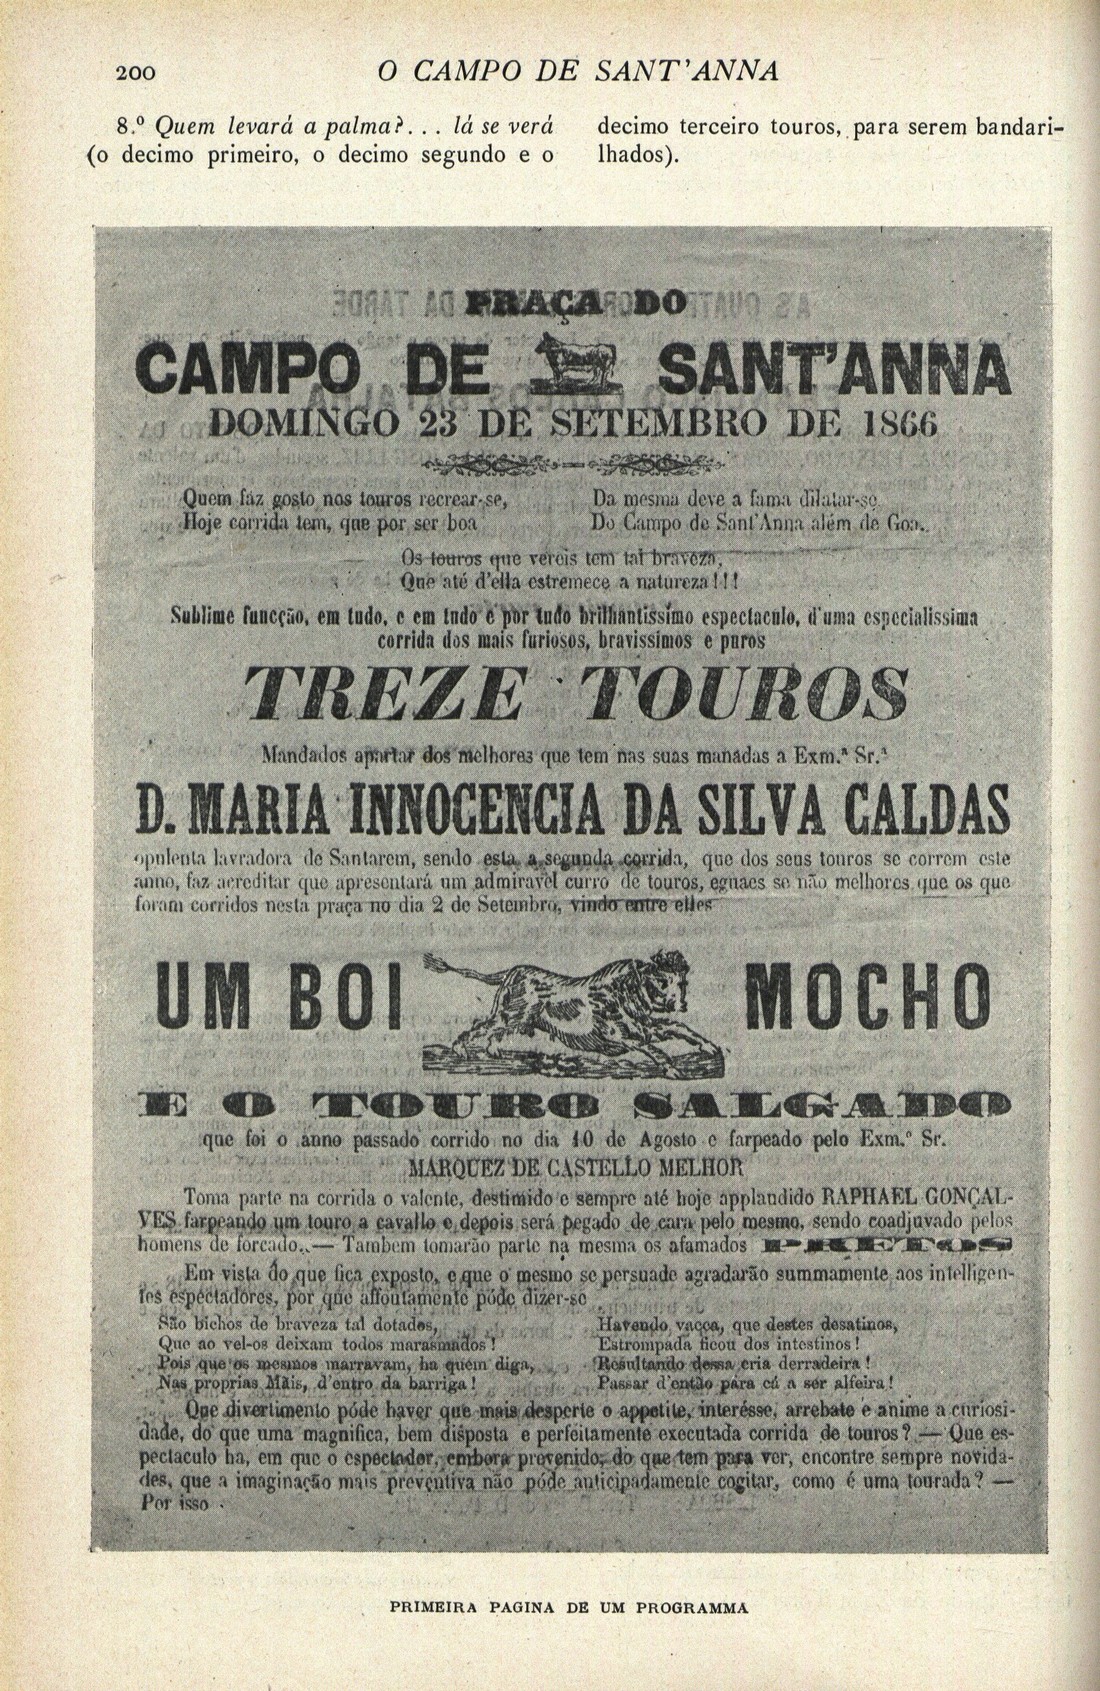 200
O CAMPO DE SANT'ANNA
8.º Quem levará a palma?... lá se verá
(o decimo primeiro, o decimo segundo e o
decimo terceiro touros, para serem bandari-
lhados).
PRAÇA DO
CAMPO DE SANT'ANNA
DOMINGO 23 DE SETEMBRO DE 1866
Quem faz gosto nos touros recrear-se,
Hoje corrida tem, que por ser boa
Da mesma deve a fama dilatar-se
Do Campo de Sant'Anna além de Goa.
Os touros que vereis tem tal braveza,
Que até d'ella estremece a natureza!!!
Sublime funcção, em tudo, e em tudo e por tudo brilhantissimo espectaculo, d'uma especialissima
corrida dos mais furiosos, bravissimos e puros
TREZE TOUROS
Mandados apartar dos melhores que tem nas suas manadas a Exm.ª Sr.ª
D. MARIA INNOCENCIA DA SILVA CALDAS
opulenta lavradora de Santarem, sendo esta a segunda corrida, que dos seus touros se correm este
anno, faz acreditar que apresentará um admiravel curro de touros, eguaes se não melhores que os que
foram corridos nesta praça no dia 2 de Setembro, vindo entre elles
UM BOI MOCHO
E O TOURO SALGADO
que foi o anno passado corrido no dia 10 de Agosto e farpeado pelo Exm.º Sr.
MARQUEZ DE CASTELLO MELHOR
Toma parte na corrida o valente, destimido e sempre até hoje applaudido RAPHAEL GONÇAL-
VES farpeando um touro a cavallo e depois será pegado de cara pelo mesmo, sendo coadjuvado pelos
homens de forcado.— Tambem tomarão parte na mesma os afamados PRETOS
Em vista do que fica exposto, e que o mesmo se persuade agradarão summamente aos intelligen-
tes espectadores, por que affoutamente póde dizer-se
São bichos de braveza tal dotados,
Que ao vel-os deixam todos marasmados!
Pois que os mesmos marravam, ha quem diga,
Nas proprias Mãis, d'entro da barriga!
Havendo vacca, que destes desatinos,
Estrompada ficou dos intestinos!
Resultando dessa cria derradeira!
Passar d'então para cá a ser alfeira!
Que divertimento póde haver que mais desperte o appetite, interésse, arrebate e anime a curiosi-
dade, do que uma magnifica, bem disposta e perfeitamente executada corrida de touros? — Que es-
pectaculo ha, em que o espectador, embora prevenido, do que tem para ver, encontre sempre novida-
des, que a imaginação mais preventiva não póde anticipadamente cogitar, como é uma tourada? —
Por isso
PRIMEIRA PAGINA DE UM PROGRAMMA